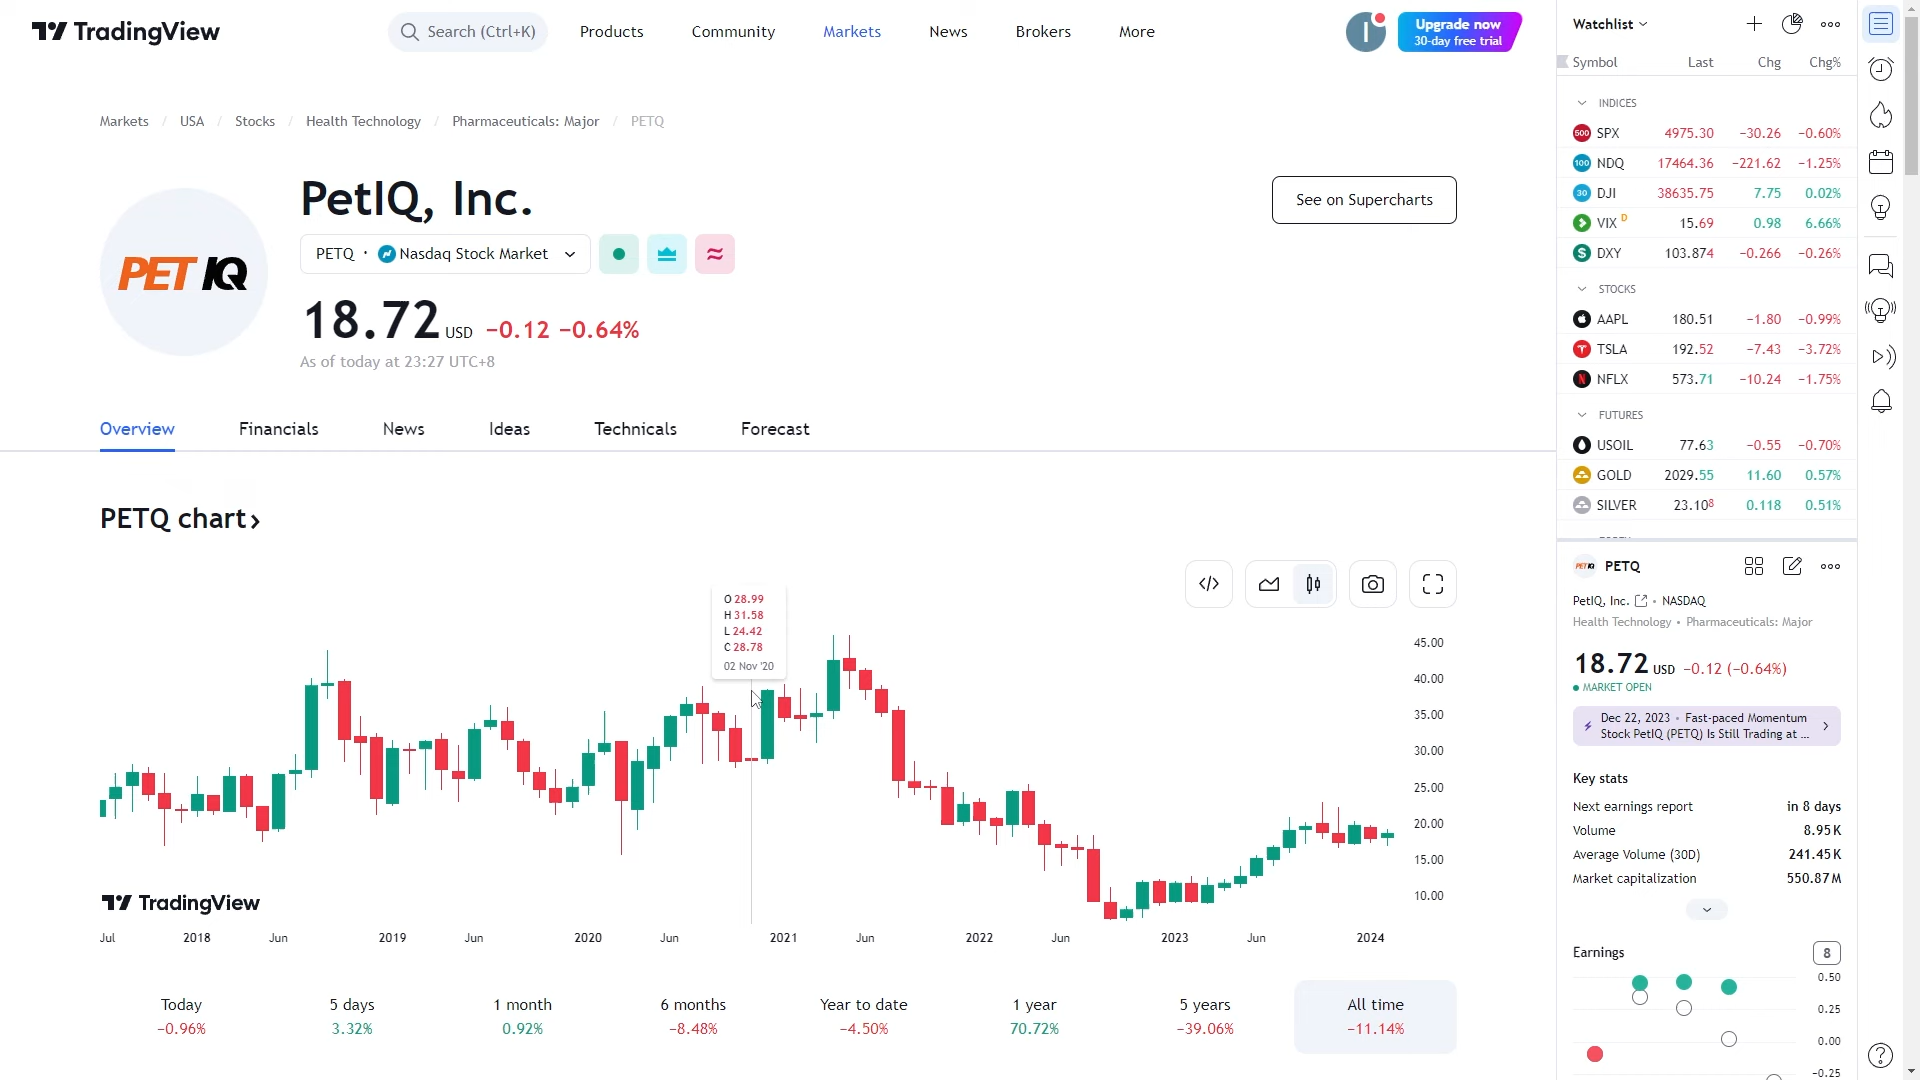 TradingView
Search (Ctrl+K)
Products
Community
Markets
News
Brokers
More
I
Upgrade now
30-day free trial
Markets / USA / Stocks / Health Technology / Pharmaceuticals: Major / PETQ
PET IQ
PetIQ, Inc.
PETQ · Nasdaq Stock Market
18.72 USD −0.12 −0.64%
As of today at 23:27 UTC+8
See on Supercharts
Overview
Financials
News
Ideas
Technicals
Forecast
PETQ chart
O 28.99
H 31.58
L 24.42
C 28.78
02 Nov '20
45.00
40.00
35.00
30.00
25.00
20.00
15.00
10.00
TradingView
Jul 2018 Jun 2019 Jun 2020 Jun 2021 Jun 2022 Jun 2023 Jun 2024
Today 5 days 1 month 6 months Year to date 1 year 5 years All time
−0.96% 3.32% 0.92% −8.48% −4.50% 70.72% −39.06% −11.14%
Watchlist
Symbol Last Chg Chg%
INDICES
500 SPX 4975.30 −30.26 −0.60%
100 NDQ 17464.36 −221.62 −1.25%
30 DJI 38635.75 7.75 0.02%
VIX D 15.69 0.98 6.66%
$ DXY 103.874 −0.266 −0.26%
STOCKS
AAPL 180.51 −1.80 −0.99%
TSLA 192.52 −7.43 −3.72%
NFLX 573.71 −10.24 −1.75%
FUTURES
USOIL 77.63 −0.55 −0.70%
GOLD 2029.55 11.60 0.57%
SILVER 23.108 0.118 0.51%
PET IQ PETQ
PetIQ, Inc. • NASDAQ
Health Technology • Pharmaceuticals: Major
18.72 USD −0.12 (−0.64%)
MARKET OPEN
Dec 22, 2023 • Fast-paced Momentum
Stock PetIQ (PETQ) Is Still Trading at ...
Key stats
Next earnings report in 8 days
Volume 8.95K
Average Volume (30D) 241.45K
Market capitalization 550.87M
Earnings 8
0.50
0.25
0.00
−0.25